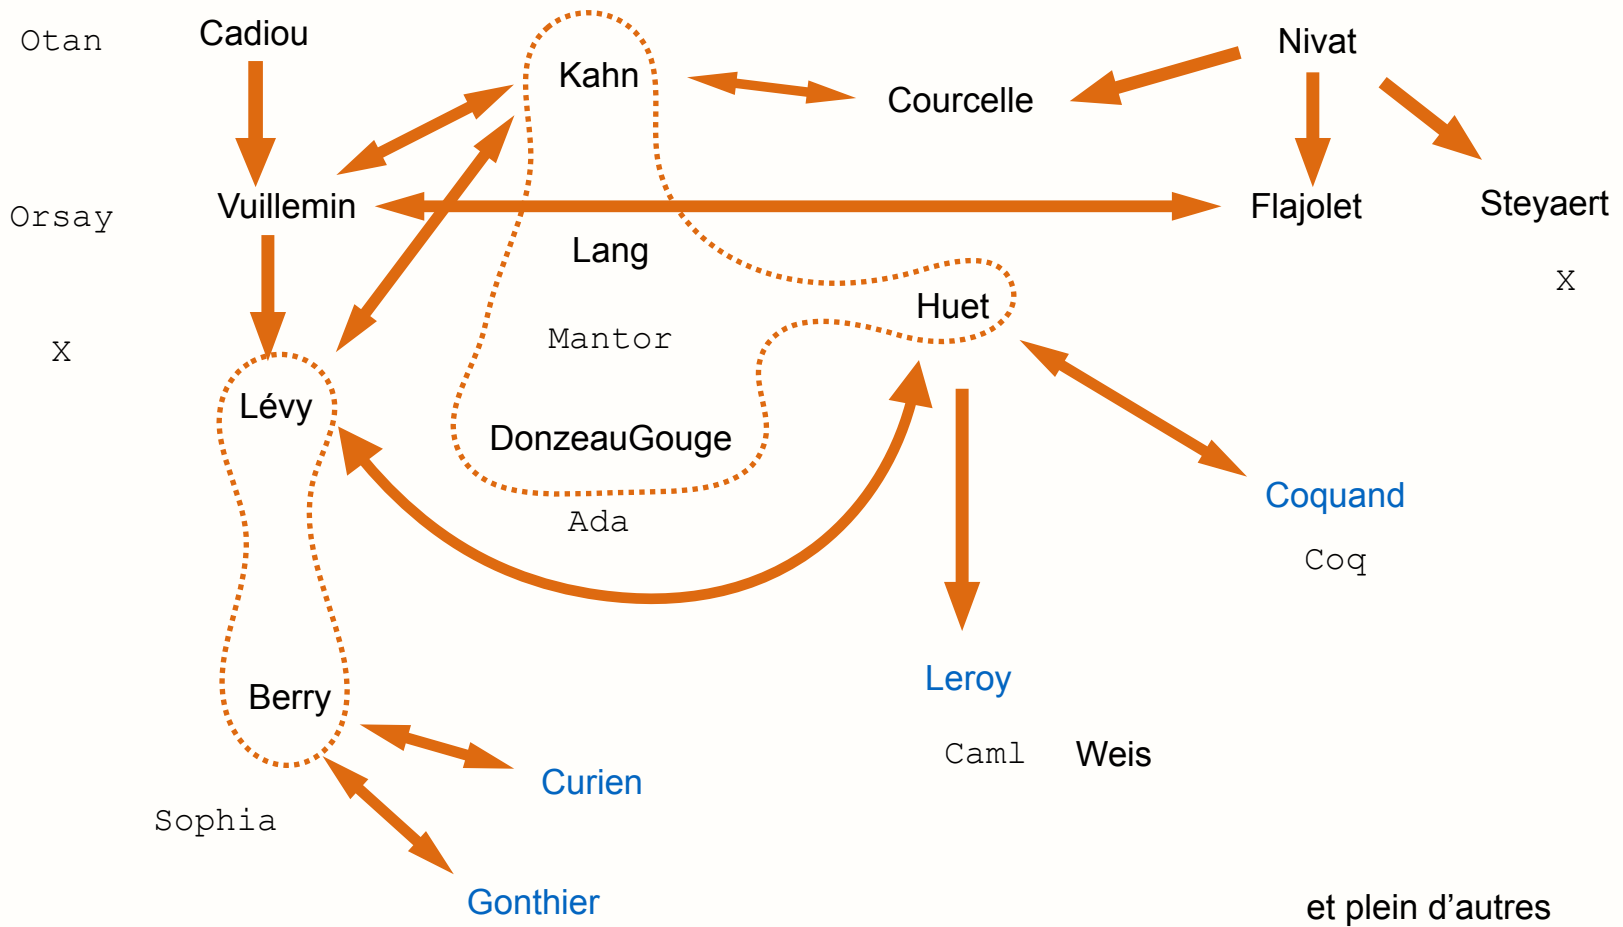 Otan
Cadiou
Kahn
Courcelle
Nivat
Orsay
Vuillemin
Lang
Flajolet
Steyaert
X
Huet
Mantor
X
Lévy
DonzeauGouge
Ada
Coquand
Coq
Leroy
Berry
Caml
Weis
Curien
Sophia
Gonthier
et plein d’autres